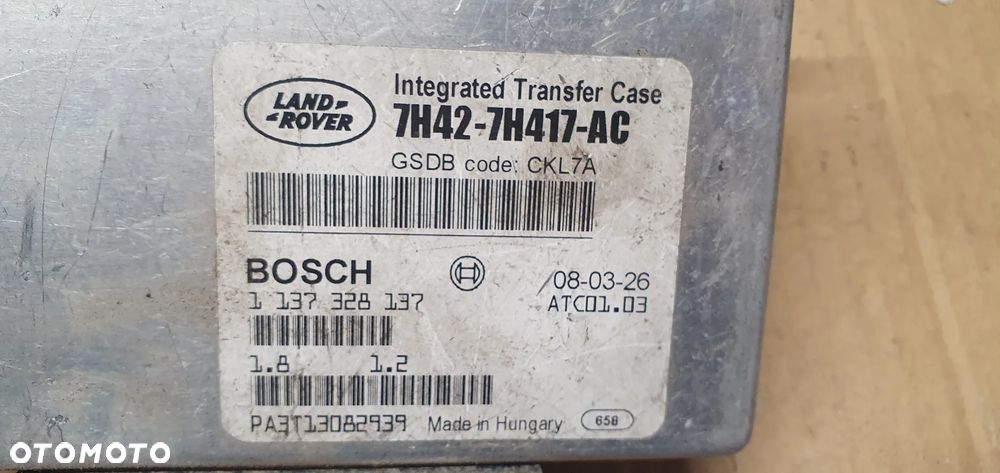 LAND-
-ROVER
Integrated Transfer Case
7H42-7H417-AC
GSDB code: CKL7A
BOSCH
08-03-26
1 137 328 137
ATC01.03
1.8 1.2
PA3T13082939
Made in Hungary
658
OTOMOTO